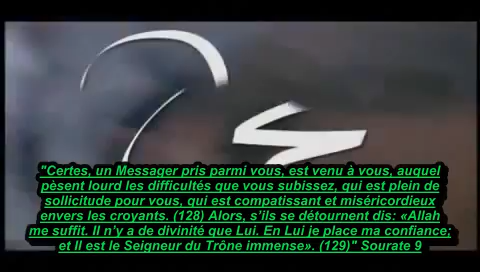 "Certes, un Messager pris parmi vous, est venu à vous, auquel
pèsent lourd les difficultés que vous subissez, qui est plein de
sollicitude pour vous, qui est compatissant et miséricordieux
envers les croyants. (128) Alors, s'ils se détournent dis: «Allah
me suffit. Il n'y a de divinité que Lui. En Lui je place ma confiance;
et Il est le Seigneur du Trône immense». (129)" Sourate 9